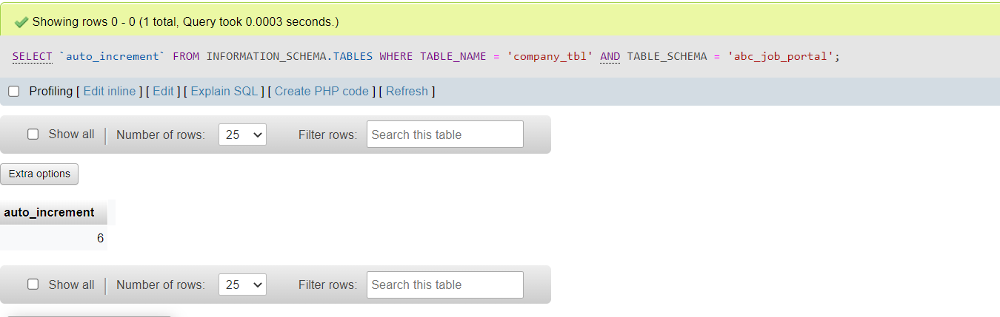 Showing rows 0 - 0 (1 total, Query took 0.0003 seconds.)
SELECT `auto_increment` FROM INFORMATION_SCHEMA.TABLES WHERE TABLE_NAME = 'company_tbl' AND TABLE_SCHEMA = 'abc_job_portal';
Profiling [ Edit inline ] [ Edit ] [ Explain SQL ] [ Create PHP code ] [ Refresh ]
Show all | Number of rows: 25 Filter rows: Search this table
Extra options
auto_increment
6
Show all | Number of rows: 25 Filter rows: Search this table